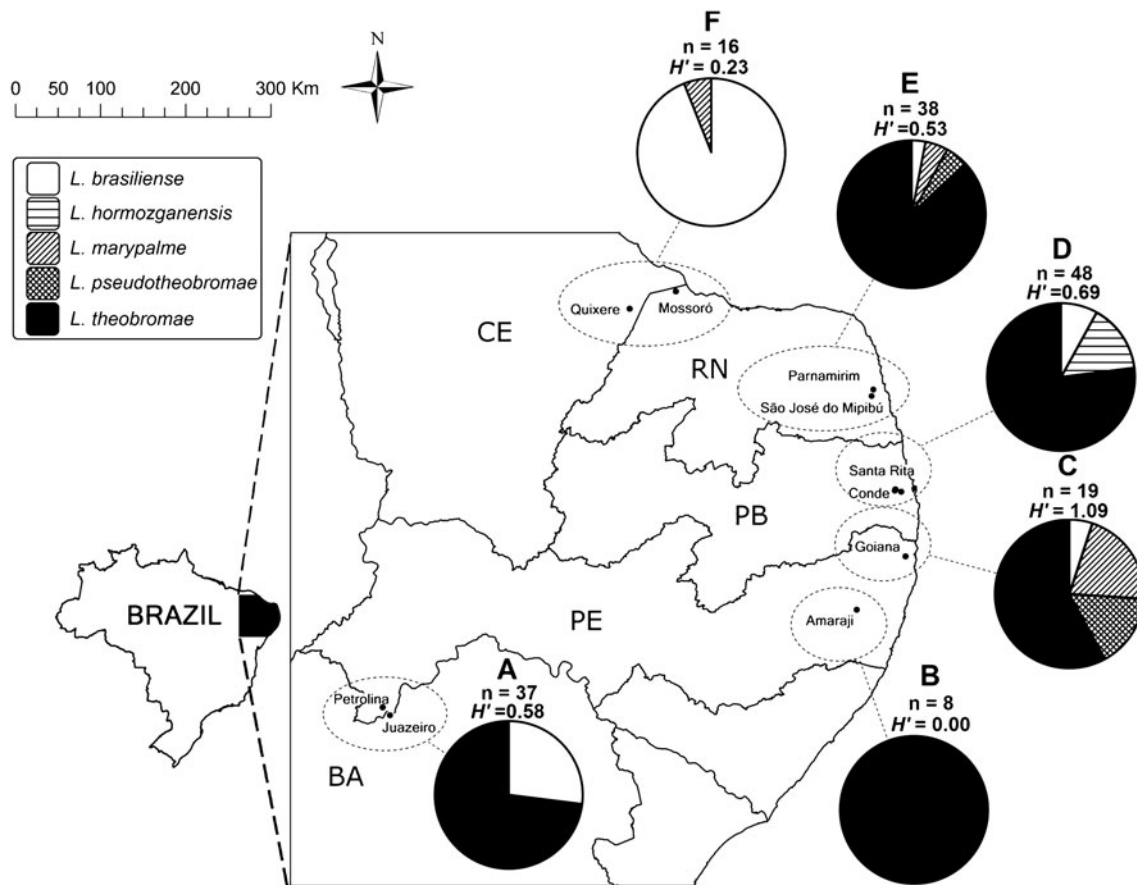 N
0 50 100 200 300 Km
L. brasiliense
L. hormozganensis
L. marypalme
L. pseudotheobromae
L. theobromae
F
n = 16
H' = 0.23
E
n = 38
H' =0.53
D
n = 48
H' =0.69
C
n = 19
H' = 1.09
B
n = 8
H' = 0.00
A
n = 37
H' =0.58
CE
RN
PB
PE
BA
Quixere
Mossoró
Parnamirim
São José do Mipibú
Santa Rita
Conde
Goiana
Amaraji
Petrolina
Juazeiro
BRAZIL